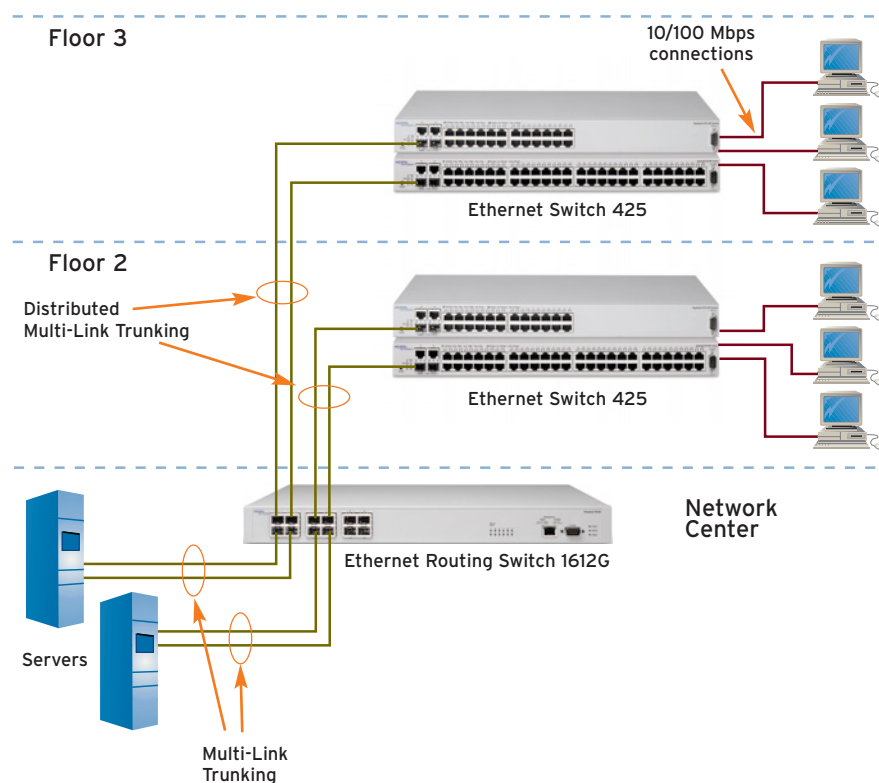 Floor 3
10/100 Mbps
connections
Ethernet Switch 425
Floor 2
Distributed
Multi-Link Trunking
Ethernet Switch 425
Network
Center
Ethernet Routing Switch 1612G
Servers
Multi-Link
Trunking